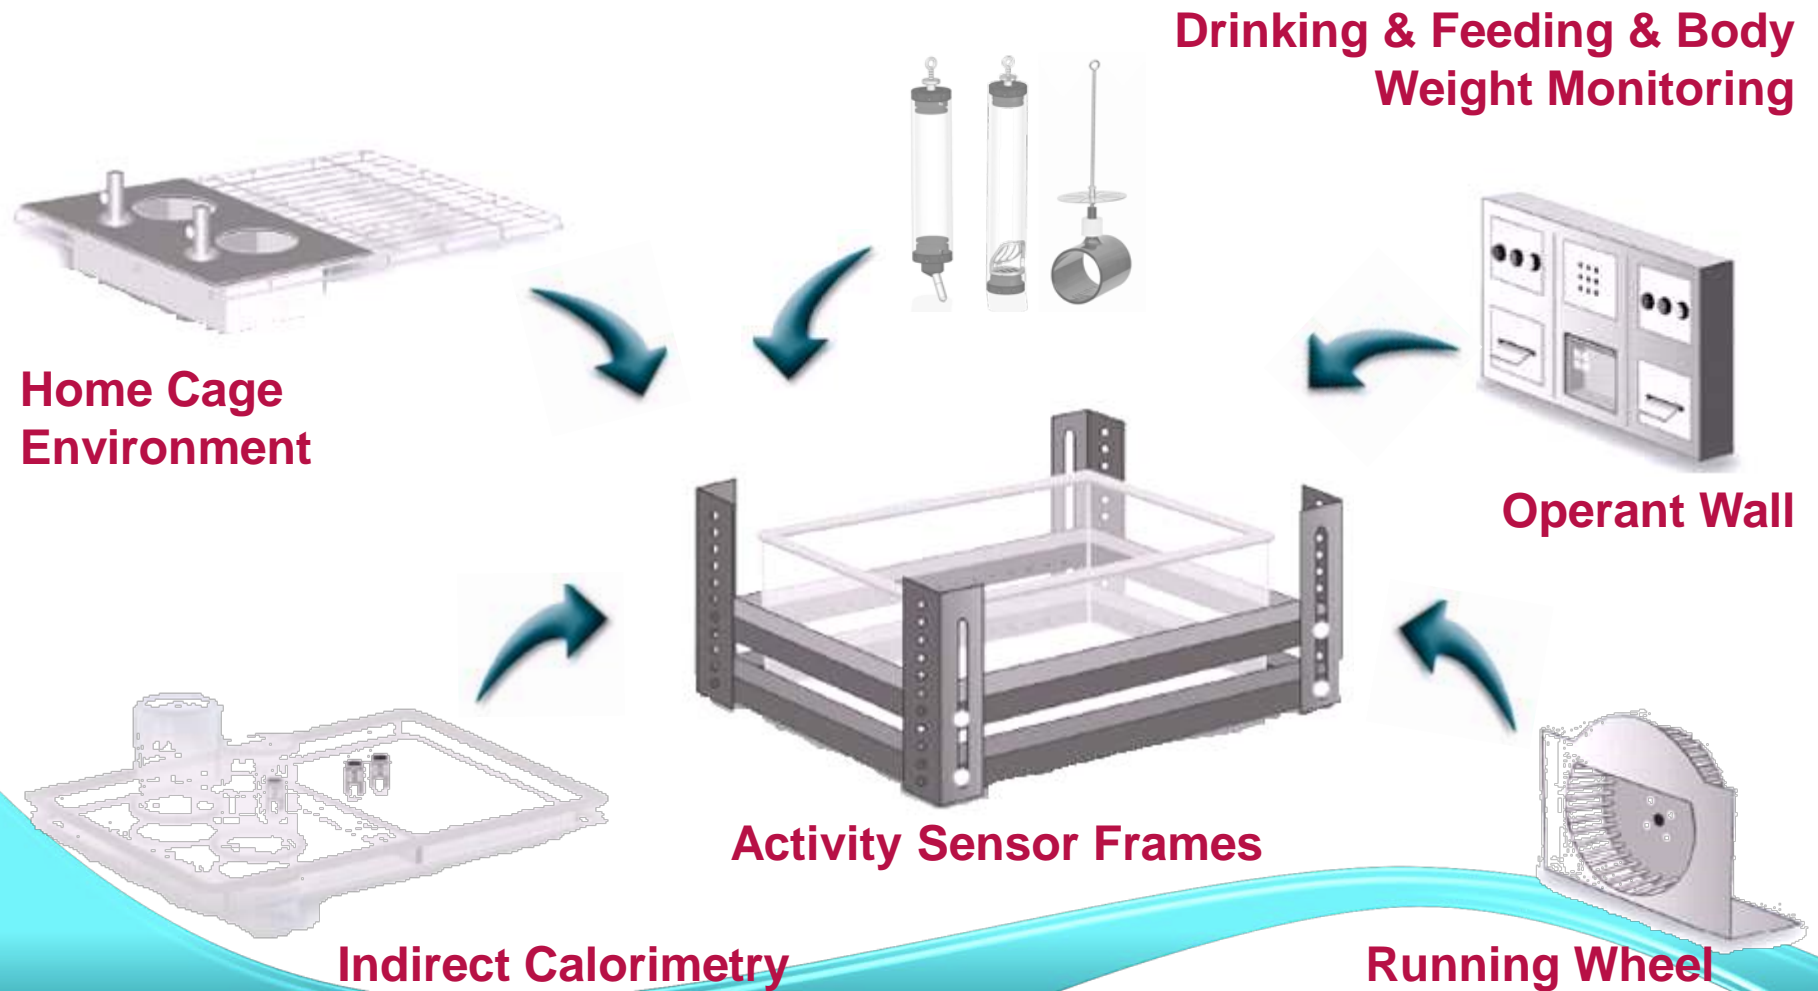 Drinking & Feeding & Body
Weight Monitoring
Home Cage
Environment
Operant Wall
Activity Sensor Frames
Indirect Calorimetry
Running Wheel